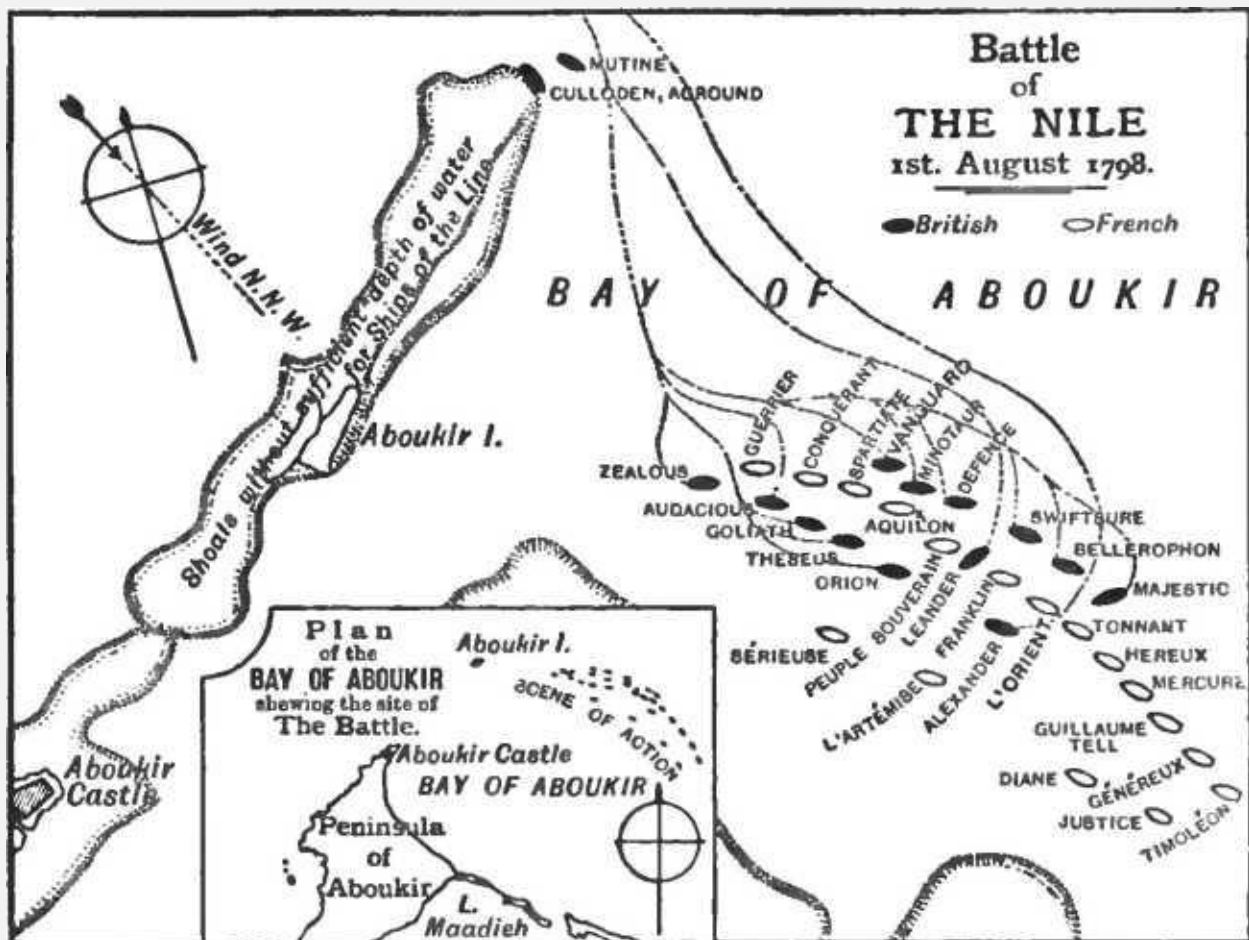 Battle
of
THE NILE
1st. August 1798.
British
French
MUTINE
CULLODEN, AGROUND
Wind N.N.W.
Shoals without sufficient depth of water
for Ships of the Line
BAY OF ABOUKIR
Aboukir I.
GUERRIER
CONQUÉRANT
SPARTIATE
VANGUARD
MINOTAUR
DEFENCE
ZEALOUS
AUDACIOUS
GOLIATH
THESEUS
ORION
AQUILON
SWIFTSURE
BELLEROPHON
MAJESTIC
PEUPLE SOUVERAIN
LEANDER
FRANKLIN
SÉRIEUSE
L'ARTÉMISE
ALEXANDER
L'ORIENT
TONNANT
HEREUX
MERCURE
GUILLAUME
TELL
DIANE
GÉNÉREUX
JUSTICE
TIMOLÉON
Aboukir
Castle
Plan
of the
BAY OF ABOUKIR
shewing the site of
The Battle.
Aboukir I.
SCENE OF ACTION
Aboukir Castle
BAY OF ABOUKIR
Peninsula
of
Aboukir
L.
Maadieh